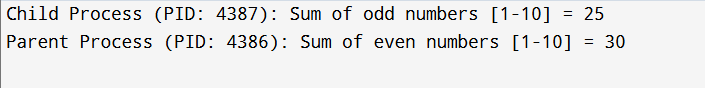 Child Process (PID: 4387): Sum of odd numbers [1-10] = 25
Parent Process (PID: 4386): Sum of even numbers [1-10] = 30